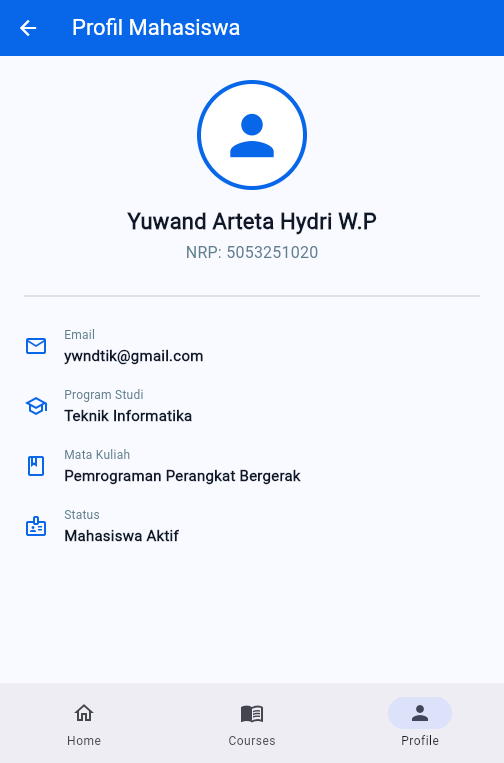 Profil Mahasiswa
Yuwand Arteta Hydri W.P
NRP: 5053251020
Email
ywndtik@gmail.com
Program Studi
Teknik Informatika
Mata Kuliah
Pemrograman Perangkat Bergerak
Status
Mahasiswa Aktif
Home
Courses
Profile